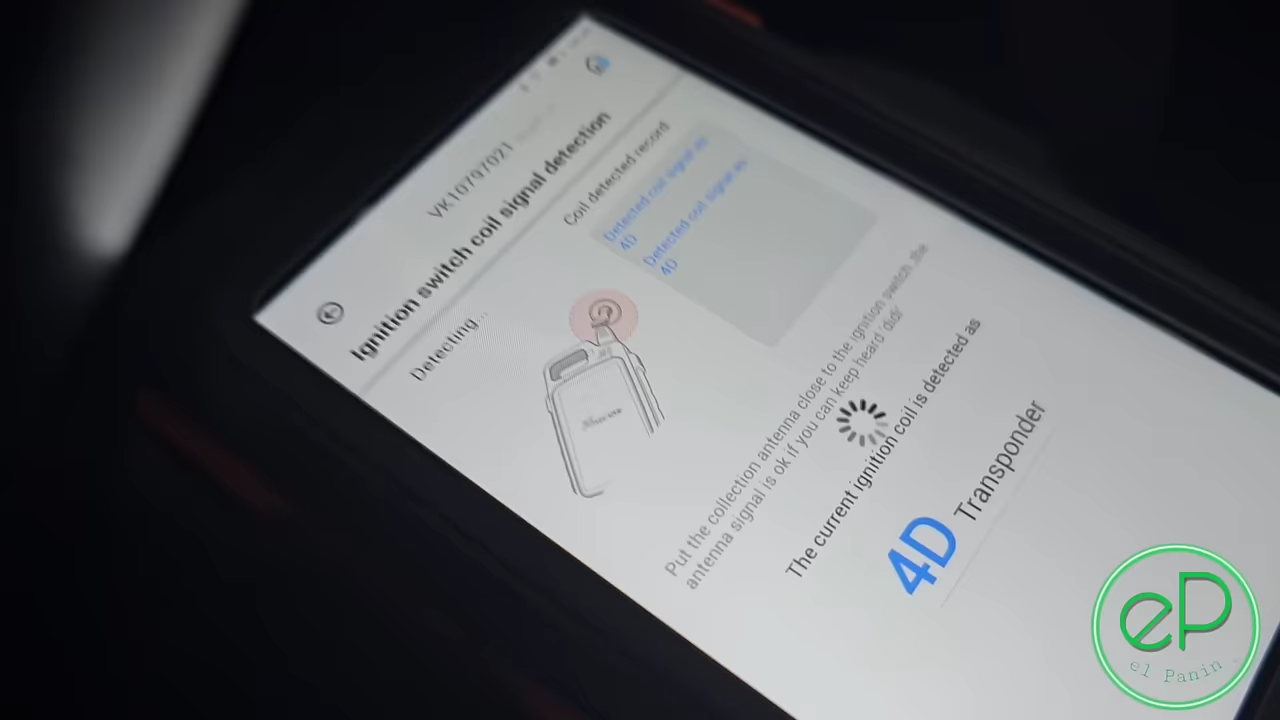 VK10797021
Ignition switch coil signal detection
Detecting...
Coil detected record
Detected coil signal as
4D
Detected coil signal as
4D
Put the collection antenna close to the ignition switch, the
antenna signal is ok if you can keep heard 'didi'
The current ignition coil is detected as
4D Transponder
eP
el Panin